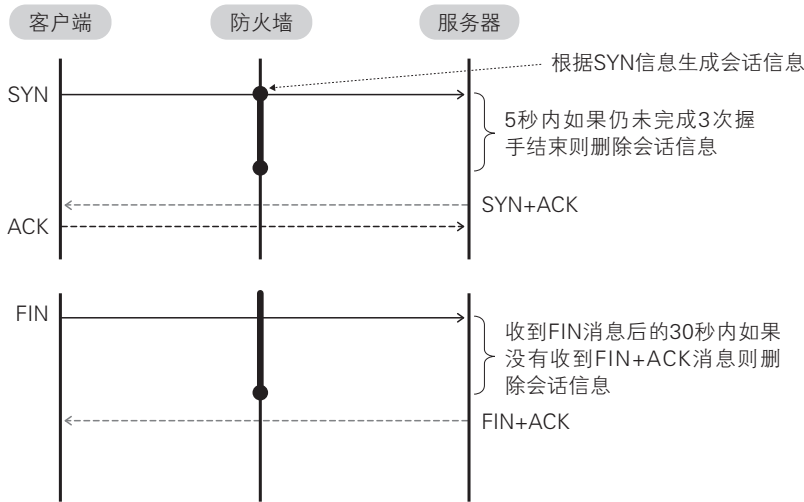 客户端
防火墙
服务器
根据SYN信息生成会话信息
SYN
5秒内如果仍未完成3次握
手结束则删除会话信息
SYN+ACK
ACK
FIN
收到FIN消息后的30秒内如果
没有收到FIN+ACK消息则删
除会话信息
FIN+ACK